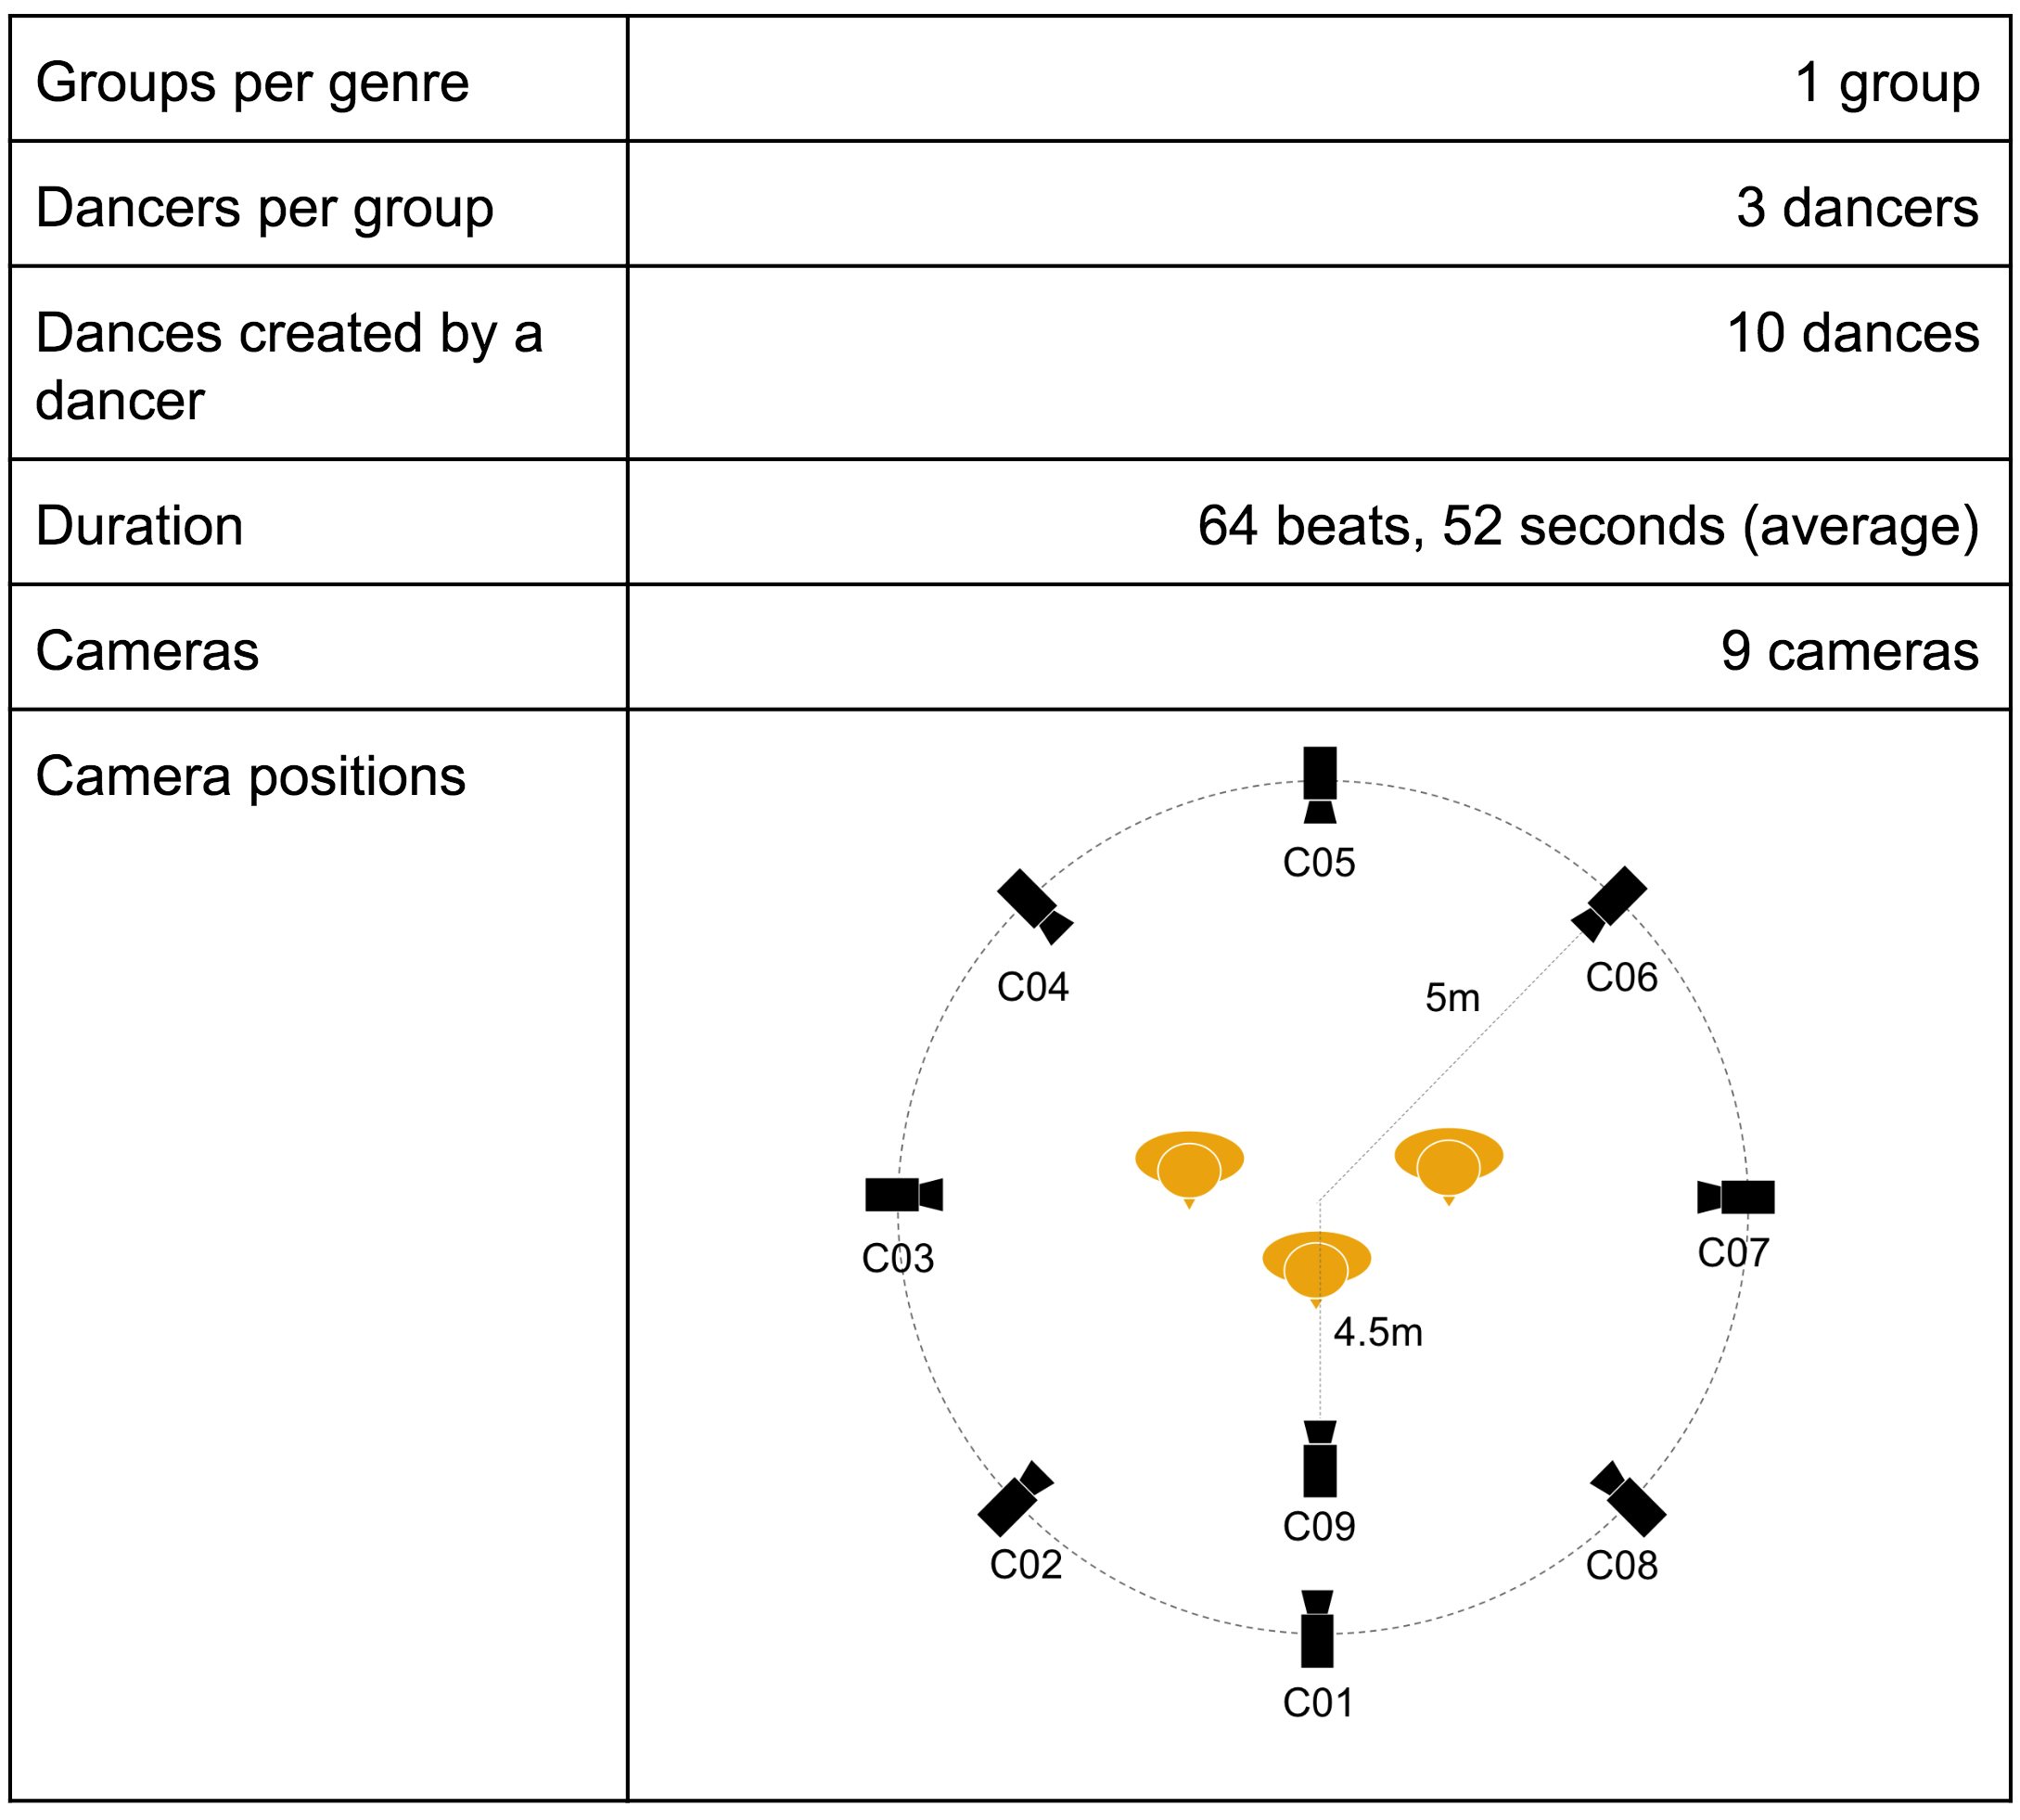 Groups per genre 1 group
Dancers per group 3 dancers
Dances created by a 10 dances
dancer
Duration 64 beats, 52 seconds (average)
Cameras 9 cameras
Camera positions
C05
C04
C06
5m
C03
C07
4.5m
C09
C02
C08
C01